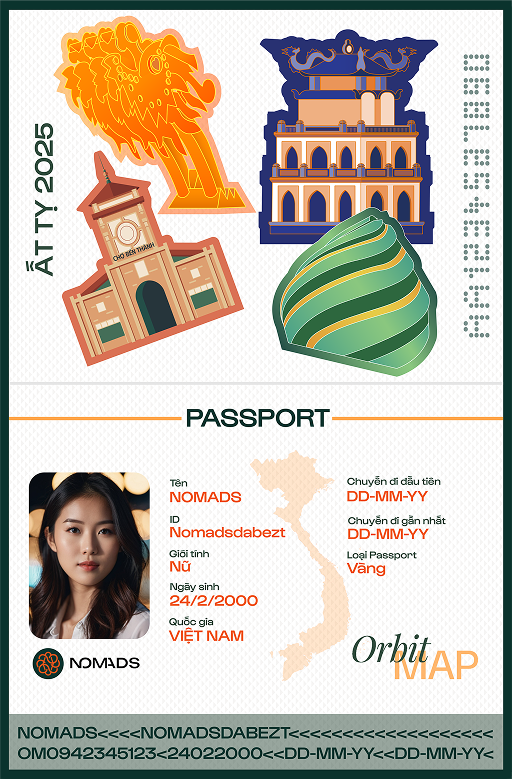 ẤT TỴ 2025
CHỢ BẾN THÀNH
PASSPORT
Tên
NOMADS
ID
Nomadsdabezt
Giới tính
Nữ
Ngày sinh
24/2/2000
Quốc gia
VIỆT NAM
Chuyến đi đầu tiên
DD-MM-YY
Chuyến đi gần nhất
DD-MM-YY
Loại Passport
Vàng
NOMADS
Orbit
MAP
NOMADS<<<<NOMADSDABEZT<<<<<<<<<<<<<<<<<<<
OM0942345123<24022000<<DD-MM-YY<<DD-MM-YY<